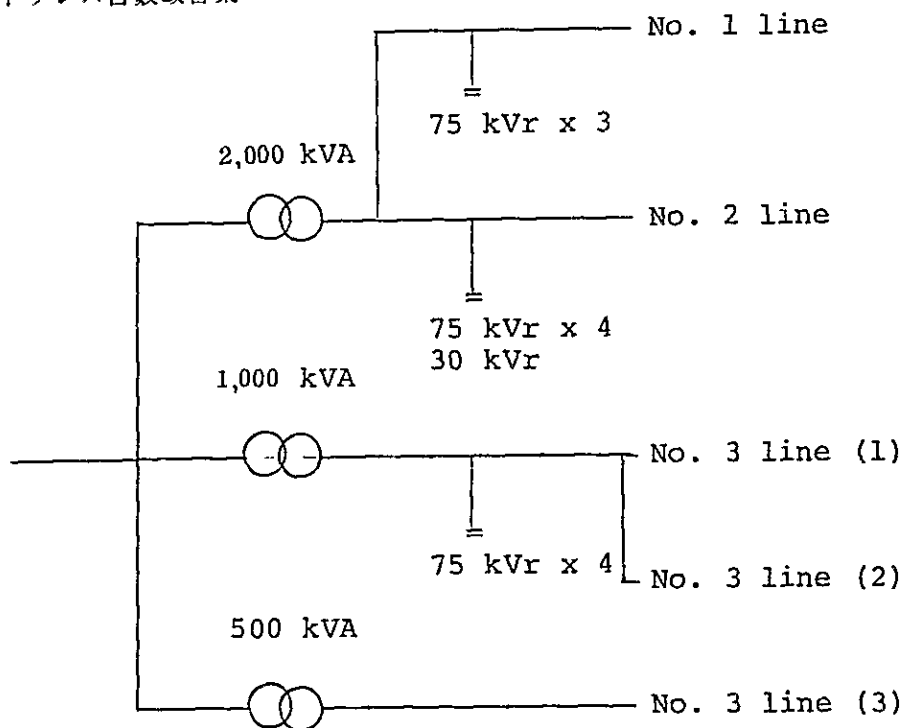 No. 1 line
75 kVr x 3
2,000 kVA
No. 2 line
75 kVr x 4
30 kVr
1,000 kVA
No. 3 line (1)
75 kVr x 4
No. 3 line (2)
500 kVA
No. 3 line (3)